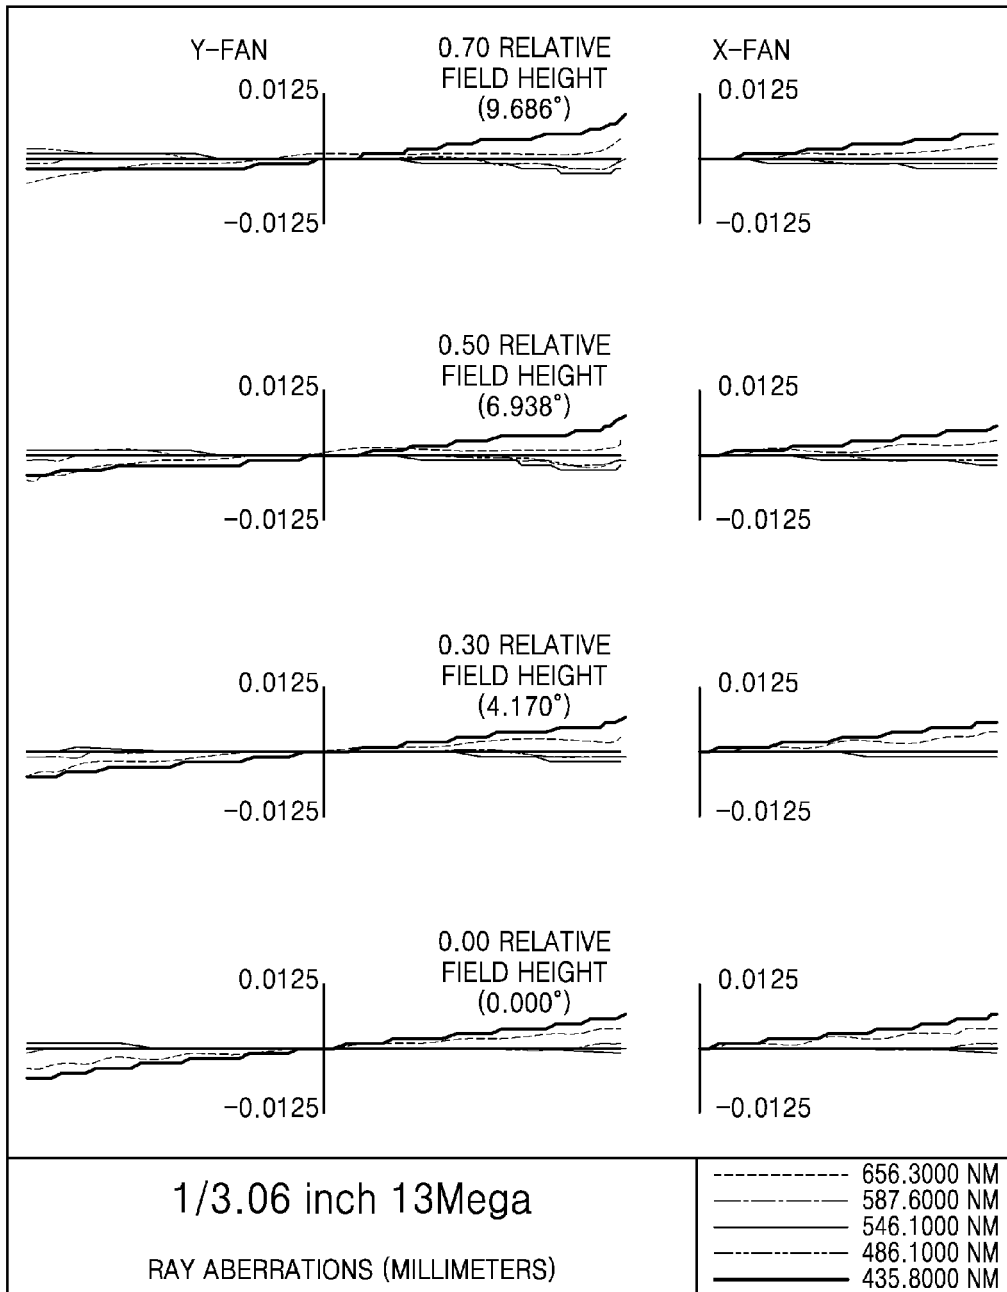 Y-FAN
0.70 RELATIVE
FIELD HEIGHT
(9.686°)
X-FAN
0.0125
0.0125
-0.0125
-0.0125
0.50 RELATIVE
FIELD HEIGHT
(6.938°)
0.0125
0.0125
-0.0125
-0.0125
0.30 RELATIVE
FIELD HEIGHT
(4.170°)
0.0125
0.0125
-0.0125
-0.0125
0.00 RELATIVE
FIELD HEIGHT
(0.000°)
0.0125
0.0125
-0.0125
-0.0125
1/3.06 inch 13Mega
RAY ABERRATIONS (MILLIMETERS)
656.3000 NM
587.6000 NM
546.1000 NM
486.1000 NM
435.8000 NM